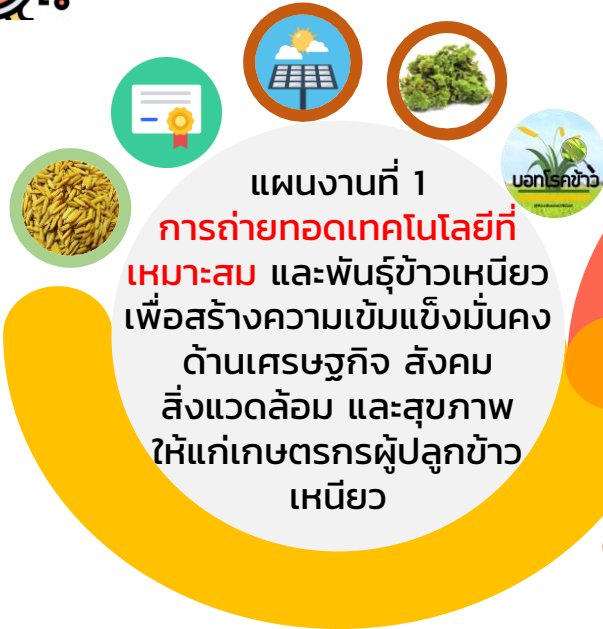 บอทโรคข้าว
แผนงานที่ 1
การถ่ายทอดเทคโนโลยีที่
เหมาะสม และพันธุ์ข้าวเหนียว
เพื่อสร้างความเข้มแข็งมั่นคง
ด้านเศรษฐกิจ สังคม
สิ่งแวดล้อม และสุขภาพ
ให้แก่เกษตรกรผู้ปลูกข้าว
เหนียว